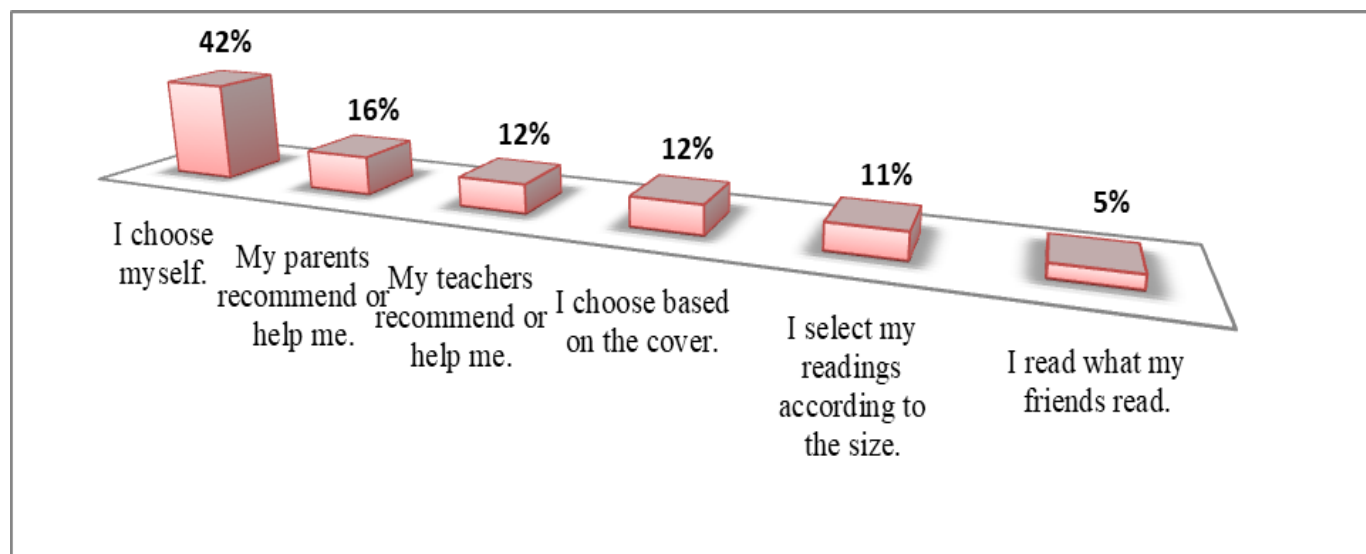 42%
16%
12%
12%
11%
5%
I choose
myself.
My parents
recommend or
help me.
My teachers
recommend or
help me.
I choose based
on the cover.
I select my
readings
according to
the size.
I read what my
friends read.